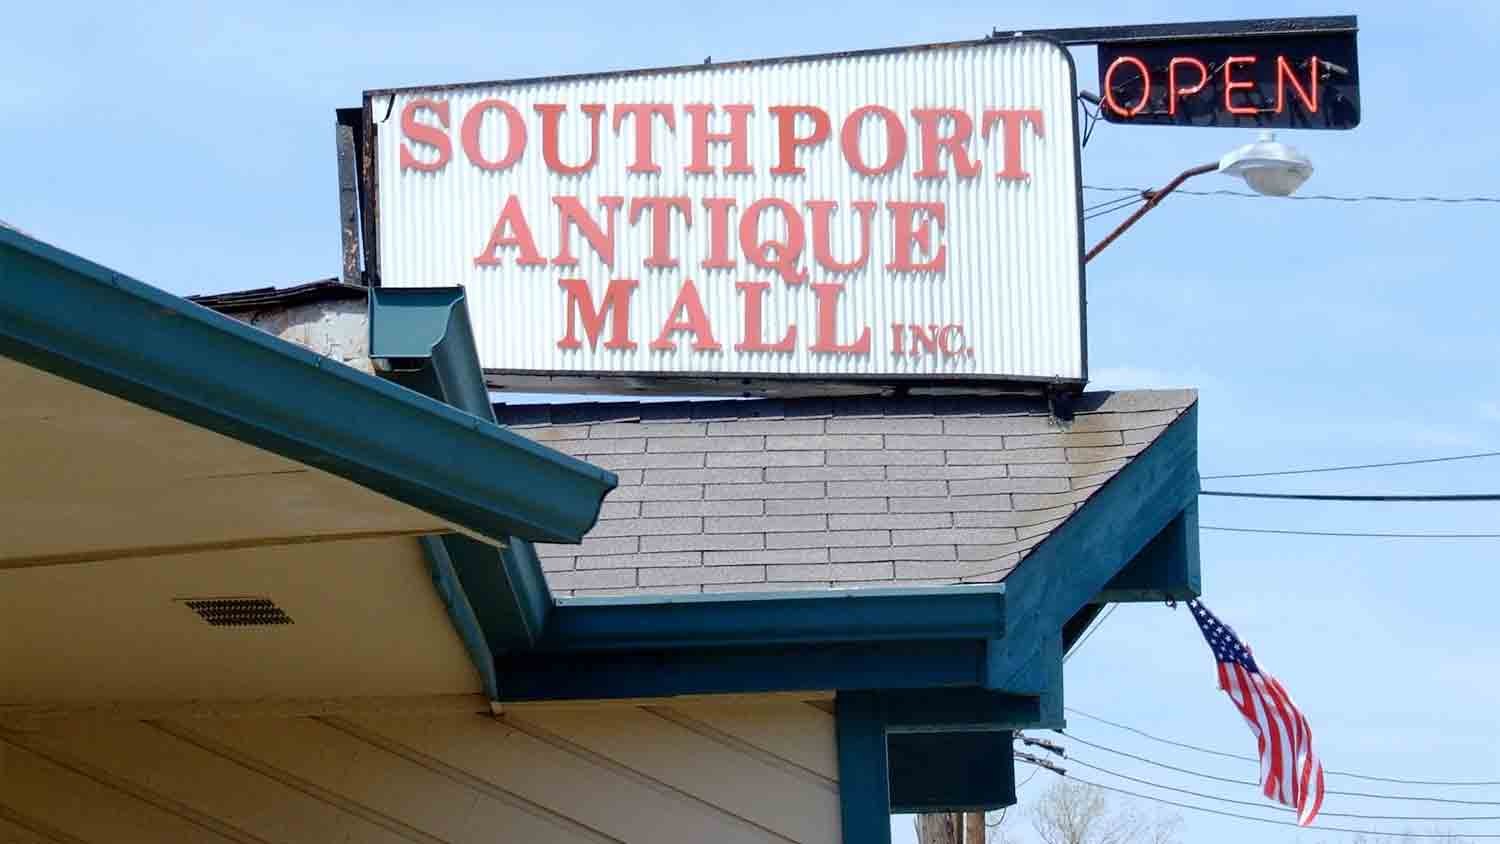 OPEN
SOUTHPORT
ANTIQUE
MALL INC.